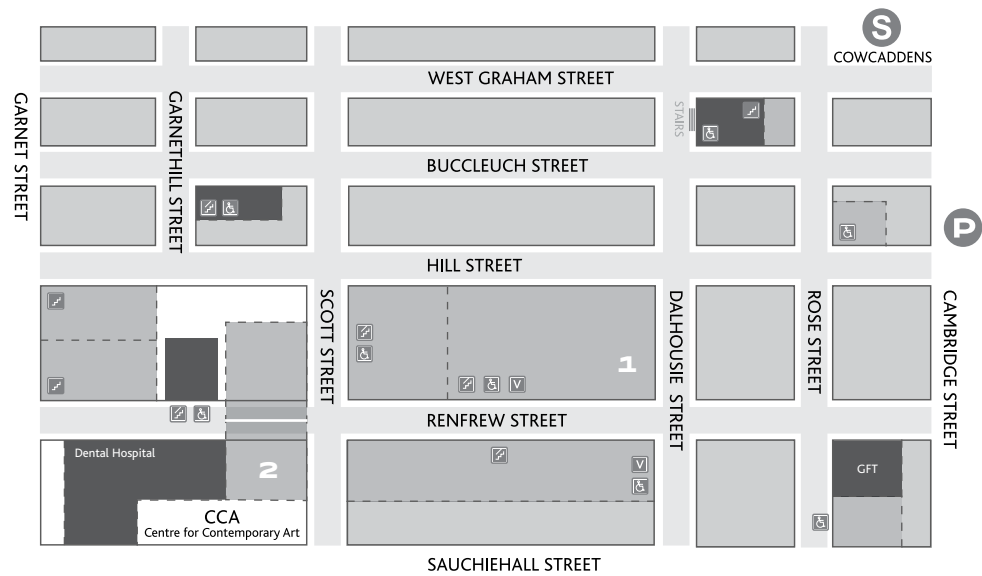 S
COWCADDENS
WEST GRAHAM STREET
GARNET STREET
GARNETHILL STREET
STAIRS
BUCCLEUCH STREET
P
HILL STREET
SCOTT STREET
DALHOUSIE STREET
ROSE STREET
CAMBRIDGE STREET
1
V
RENFREW STREET
Dental Hospital
2
V
GFT
CCA
Centre for Contemporary Art
SAUCHIEHALL STREET